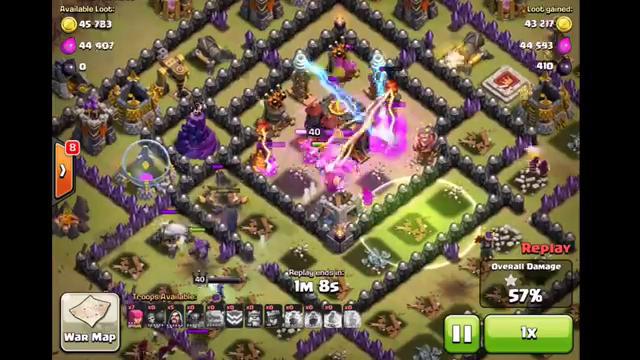 Available Loot:
45 783
44 407
0
Loot gained:
43 217
44 593
410
8
40
40
Replay
Overall Damage
57%
Replay ends in:
1M 8S
Troops Available:
War Map
1x